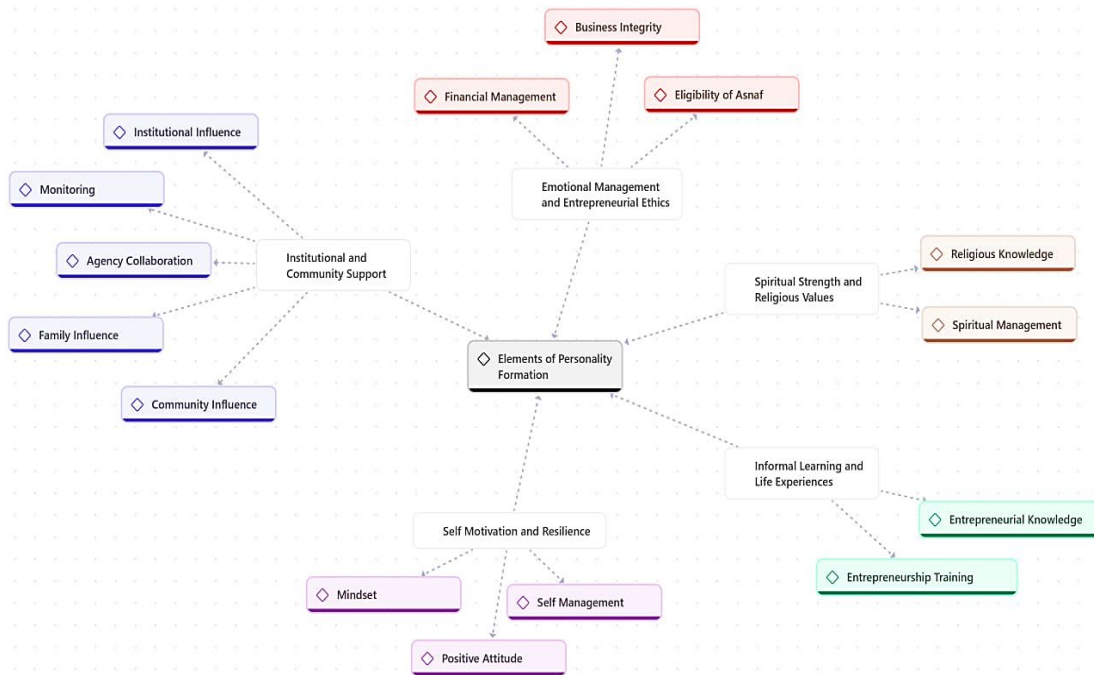 Business Integrity
Financial Management
Eligibility of Asnaf
Institutional Influence
Monitoring
Emotional Management
and Entrepreneurial Ethics
Agency Collaboration
Institutional and
Community Support
Religious Knowledge
Spiritual Strength and
Religious Values
Spiritual Management
Family Influence
Elements of Personality
Formation
Community Influence
Informal Learning and
Life Experiences
Entrepreneurial Knowledge
Self Motivation and Resilience
Entrepreneurship Training
Mindset
Self Management
Positive Attitude